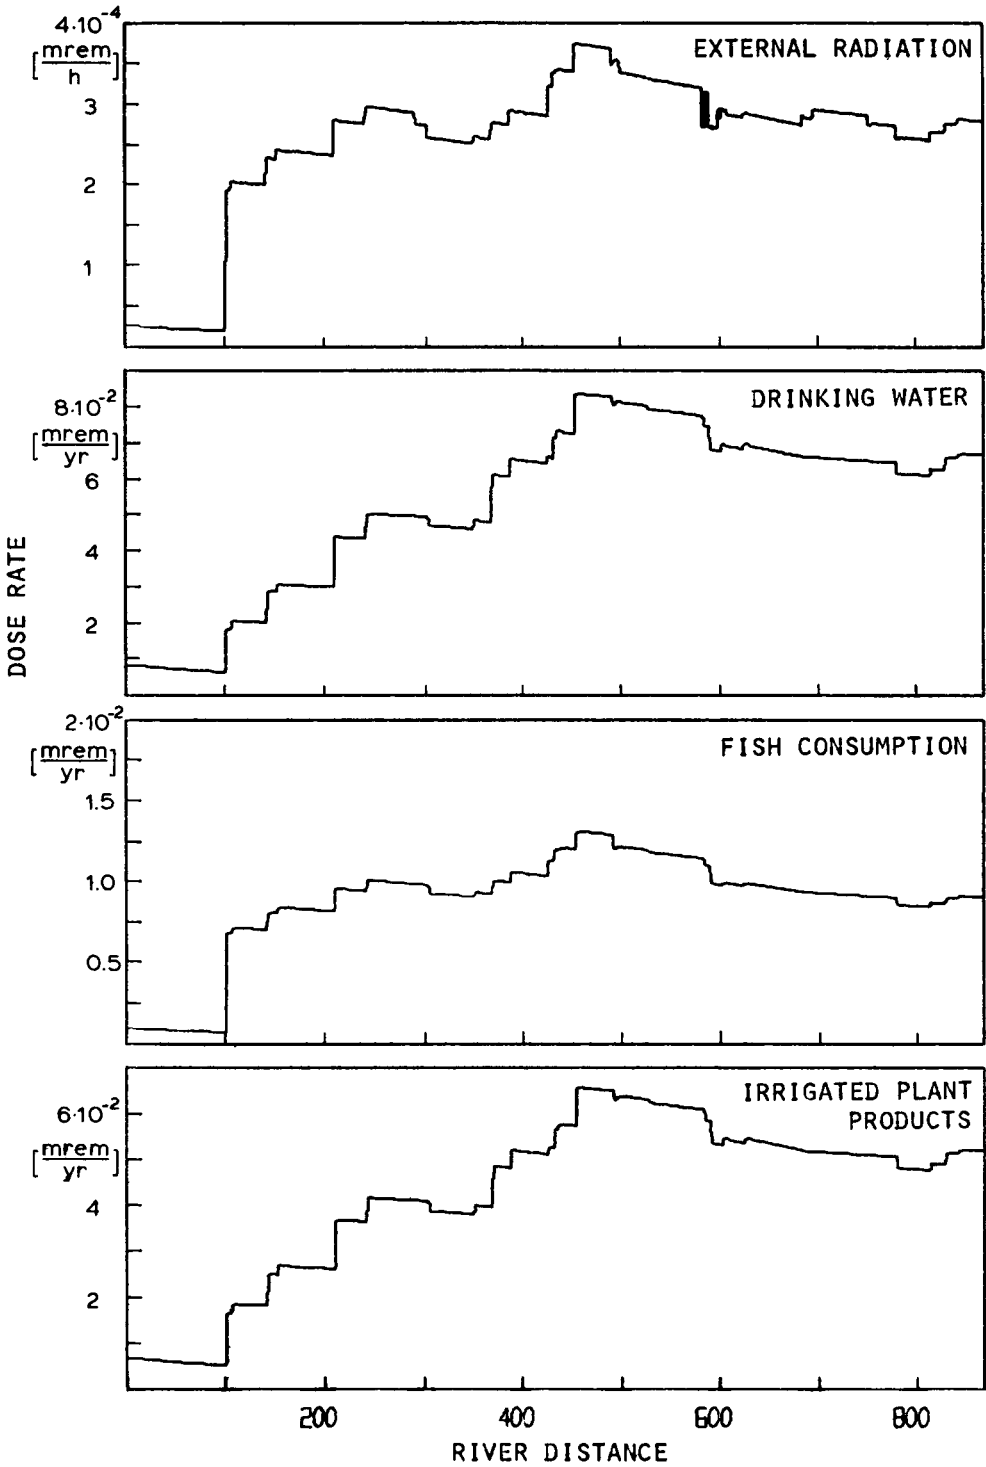 4·10⁻⁴
EXTERNAL RADIATION
[mrem/h]
3
2
1
8·10⁻²
DRINKING WATER
[mrem/yr]
6
4
2
DOSE RATE
2·10⁻²
FISH CONSUMPTION
[mrem/yr]
1.5
1.0
0.5
IRRIGATED PLANT
PRODUCTS
6·10⁻²
[mrem/yr]
4
2
200 400 600 800
RIVER DISTANCE